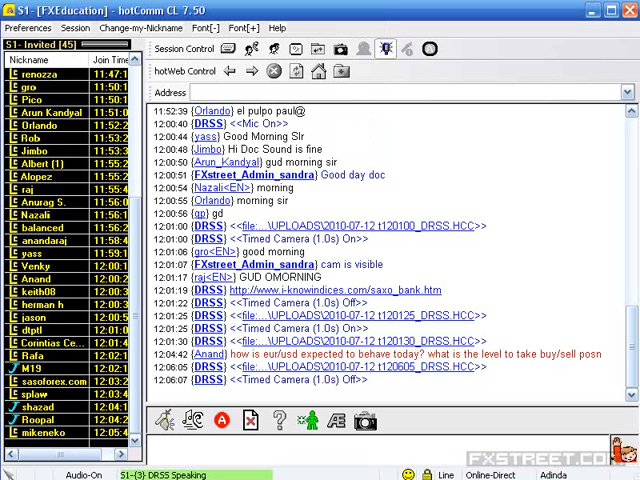 S1- [FXEducation] - hotComm CL 7.50
Preferences Session Change-my-Nickname Font[-] Font[+] Help
S1- Invited [45]
Nickname Join Time
renozza 11:47:1
gro 11:50:1
Pico 11:50:1
Arun Kandyal 11:51:0
Orlando 11:52:2
Rob 11:53:2
Jimbo 11:53:2
Albert (1) 11:53:2
Alopez 11:55:2
raj 11:55:4
Anurag S. 11:57:2
Nazali 11:57:2
balanced 11:57:2
anandaraj 11:58:4
yass 11:59:1
Venky 12:00:3
Anand 12:00:3
keith08 12:00:3
herman h 12:00:3
jason 12:00:3
dtptl 12:01:0
Corintias Ce... 12:01:0
Rafa 12:02:1
M19 12:02:1
sasoforex.com 12:03:2
splaw 12:03:2
shazad 12:04:1
Roopal 12:04:2
mikeneko 12:05:4
Session Control
hotWeb Control
Address
11:52:39 {Orlando} el pulpo paul@
12:00:40 {DRSS} <<Mic On>>
12:00:44 {yass} Good Morning SIr
12:00:48 {Jimbo} Hi Doc Sound is fine
12:00:50 {Arun_Kandyal} gud morning sir
12:00:51 {FXstreet_Admin_sandra} Good day doc
12:00:54 {Nazali<EN>} morning
12:00:55 {Orlando} morning sir
12:00:56 {qp} gd
12:01:00 {DRSS} <<file:...\UPLOADS\2010-07-12 t120100_DRSS.HCC>>
12:01:00 {DRSS} <<Timed Camera (1.0s) On>>
12:01:06 {gro<EN>} good morning
12:01:07 {FXstreet_Admin_sandra} cam is visible
12:01:17 {raj<EN>} GUD OMORNING
12:01:19 {DRSS} http://www.i-knowindices.com/saxo_bank.htm
12:01:22 {DRSS} <<Timed Camera (1.0s) Off>>
12:01:25 {DRSS} <<file:...\UPLOADS\2010-07-12 t120125_DRSS.HCC>>
12:01:25 {DRSS} <<Timed Camera (1.0s) On>>
12:01:30 {DRSS} <<file:...\UPLOADS\2010-07-12 t120130_DRSS.HCC>>
12:04:42 {Anand} how is eur/usd expected to behave today? what is the level to take buy/sell posn
12:06:05 {DRSS} <<file:...\UPLOADS\2010-07-12 t120605_DRSS.HCC>>
12:06:07 {DRSS} <<Timed Camera (1.0s) Off>>
FXSTREET.COM
Audio-On S1-{3} DRSS Speaking Line Online-Direct Adinda